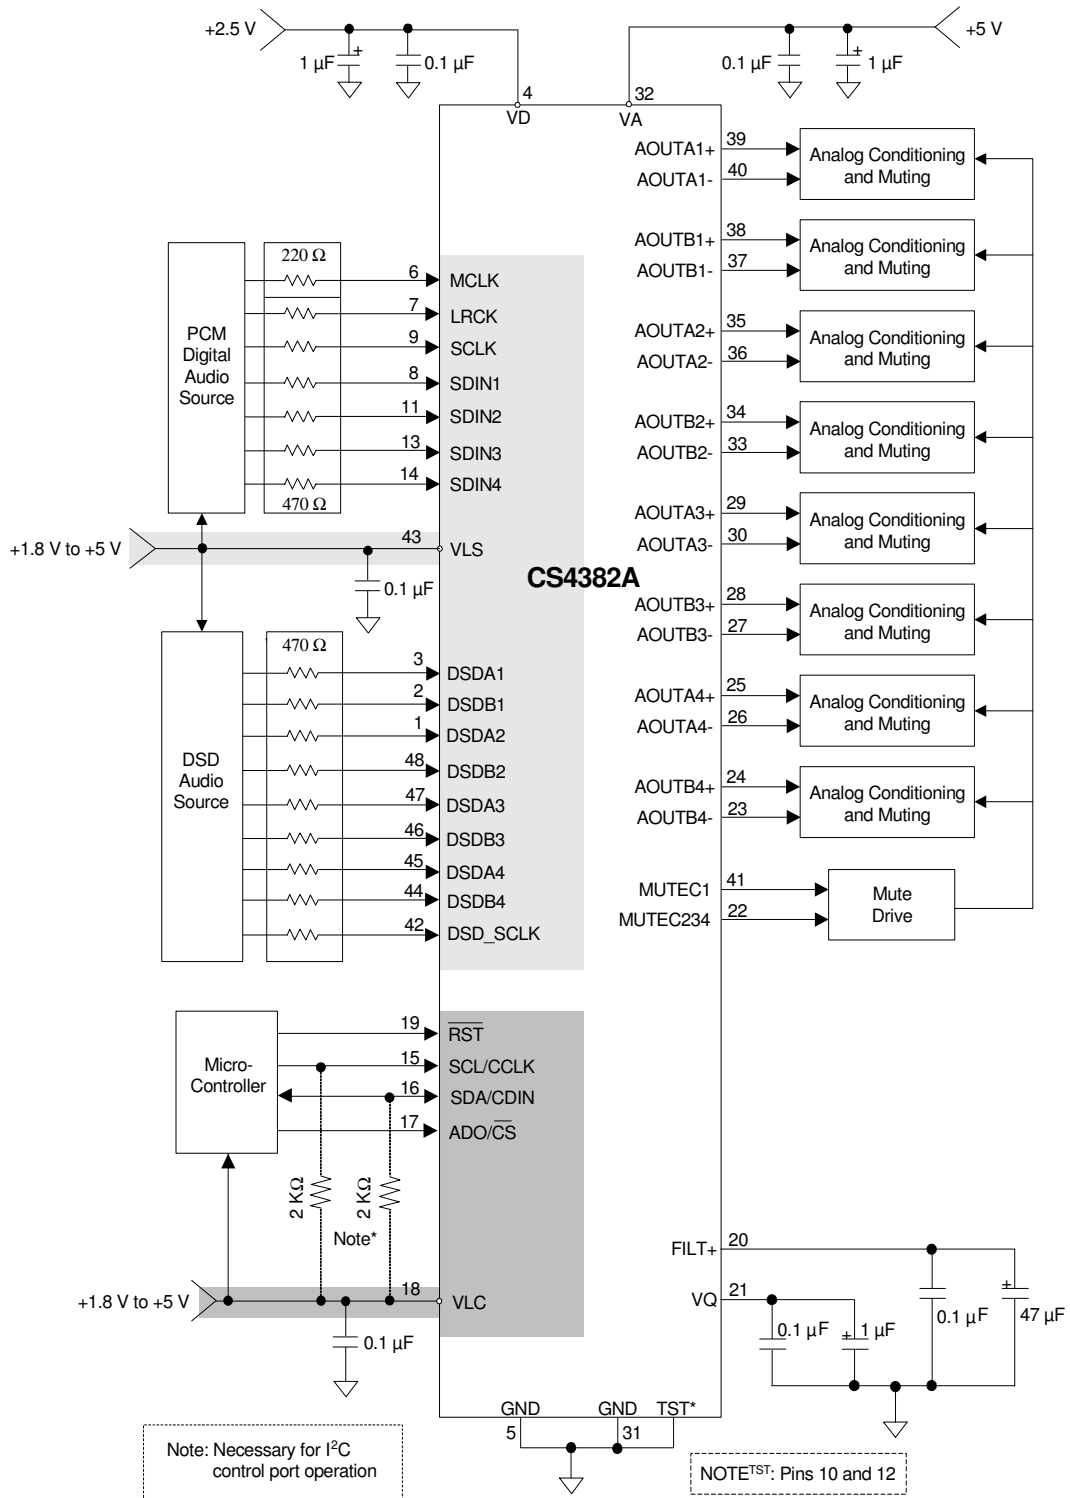 +2.5 V
+5 V
1 µF
+
0.1 µF
0.1 µF
+
1 µF
4
32
VD
VA
39
AOUTA1+
40
AOUTA1-
Analog Conditioning
and Muting
38
AOUTB1+
37
AOUTB1-
Analog Conditioning
and Muting
35
AOUTA2+
36
AOUTA2-
Analog Conditioning
and Muting
34
AOUTB2+
33
AOUTB2-
Analog Conditioning
and Muting
29
AOUTA3+
30
AOUTA3-
Analog Conditioning
and Muting
28
AOUTB3+
27
AOUTB3-
Analog Conditioning
and Muting
25
AOUTA4+
26
AOUTA4-
Analog Conditioning
and Muting
24
AOUTB4+
23
AOUTB4-
Analog Conditioning
and Muting
41
MUTEC1
22
MUTEC234
Mute
Drive
PCM
Digital
Audio
Source
220 Ω
470 Ω
6
MCLK
7
LRCK
9
SCLK
8
SDIN1
11
SDIN2
13
SDIN3
14
SDIN4
+1.8 V to +5 V
43
VLS
0.1 µF
CS4382A
DSD
Audio
Source
470 Ω
3
DSDA1
2
DSDB1
1
DSDA2
48
DSDB2
47
DSDA3
46
DSDB3
45
DSDA4
44
DSDB4
42
DSD_SCLK
Micro-
Controller
19
RST
15
SCL/CCLK
16
SDA/CDIN
17
ADO/CS
2 KΩ
2 KΩ
Note*
+1.8 V to +5 V
18
VLC
0.1 µF
FILT+
20
VQ
21
0.1 µF
+
1 µF
0.1 µF
+
47 µF
GND
GND
TST*
5
31
Note: Necessary for I²C
control port operation
NOTE^TST: Pins 10 and 12